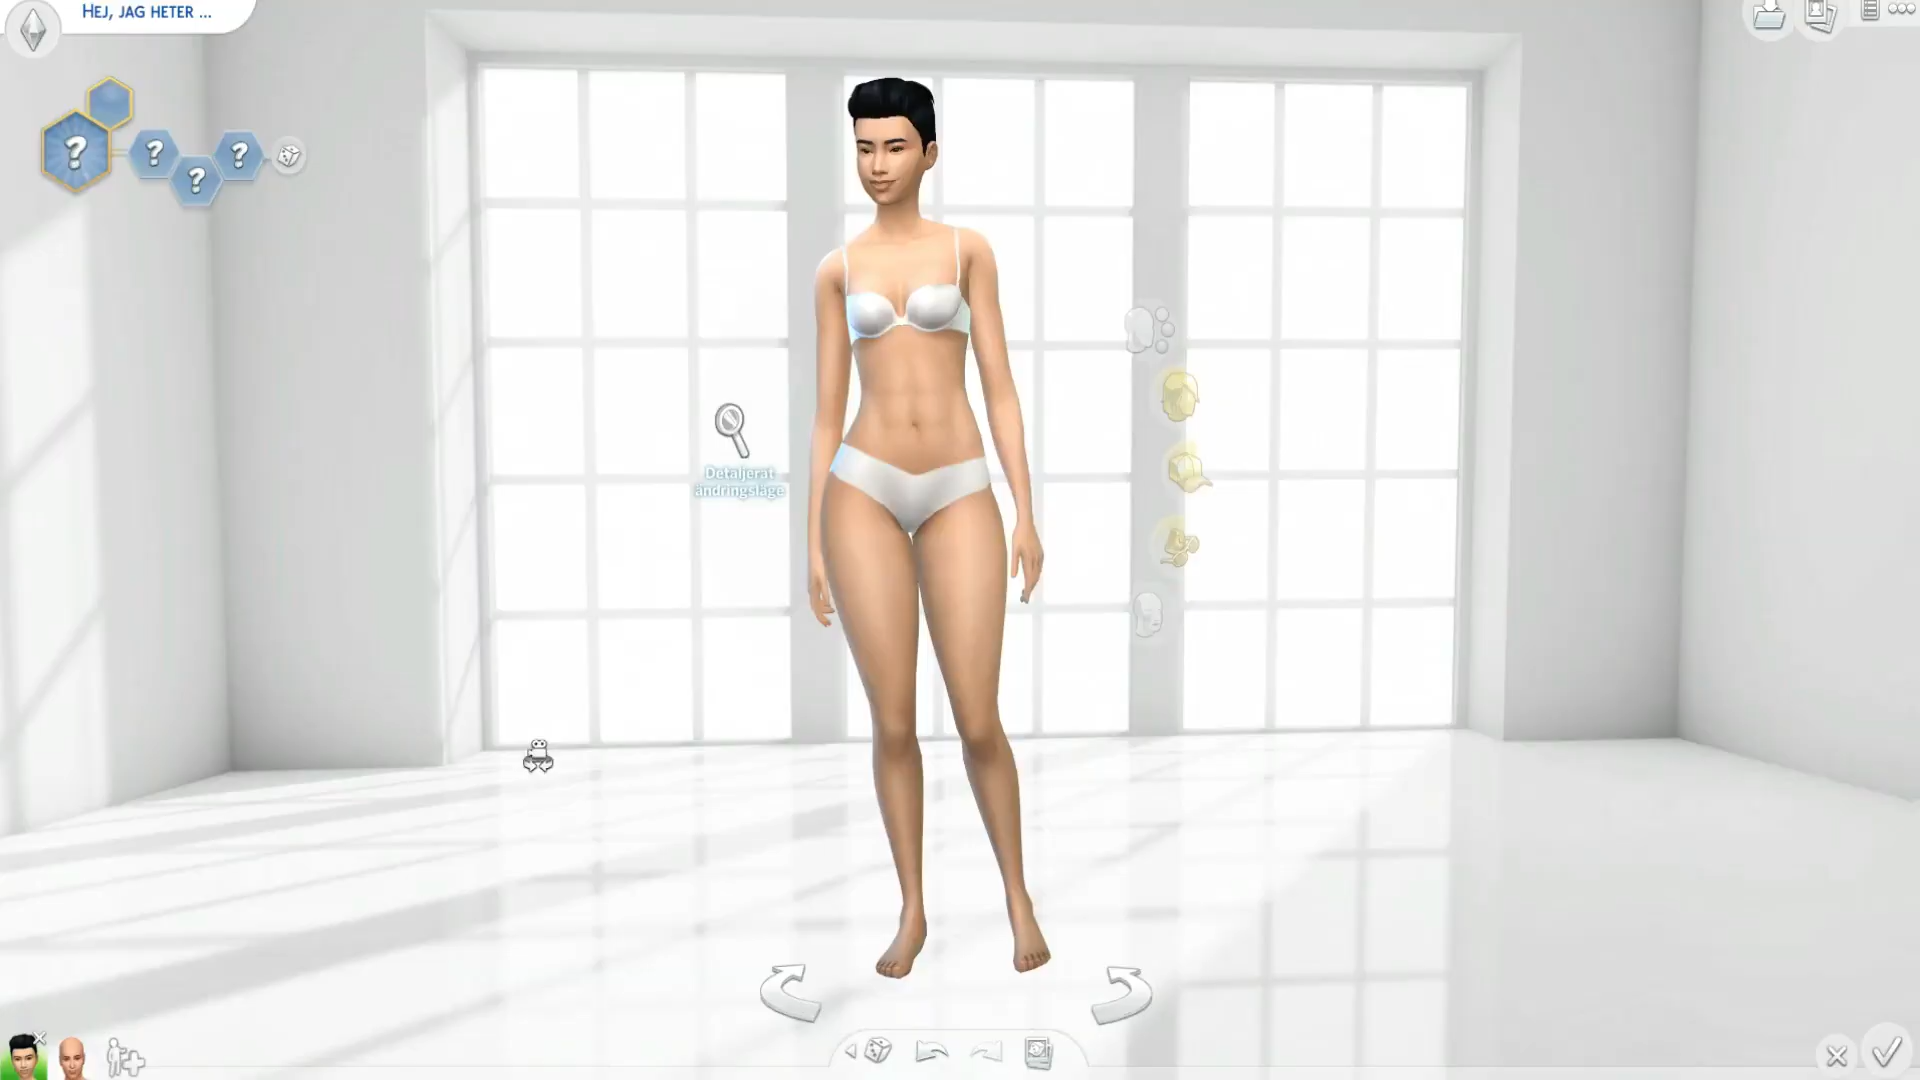 HEJ, JAG HETER ...
?
?
?
?
Detaljerat
ändringsläge